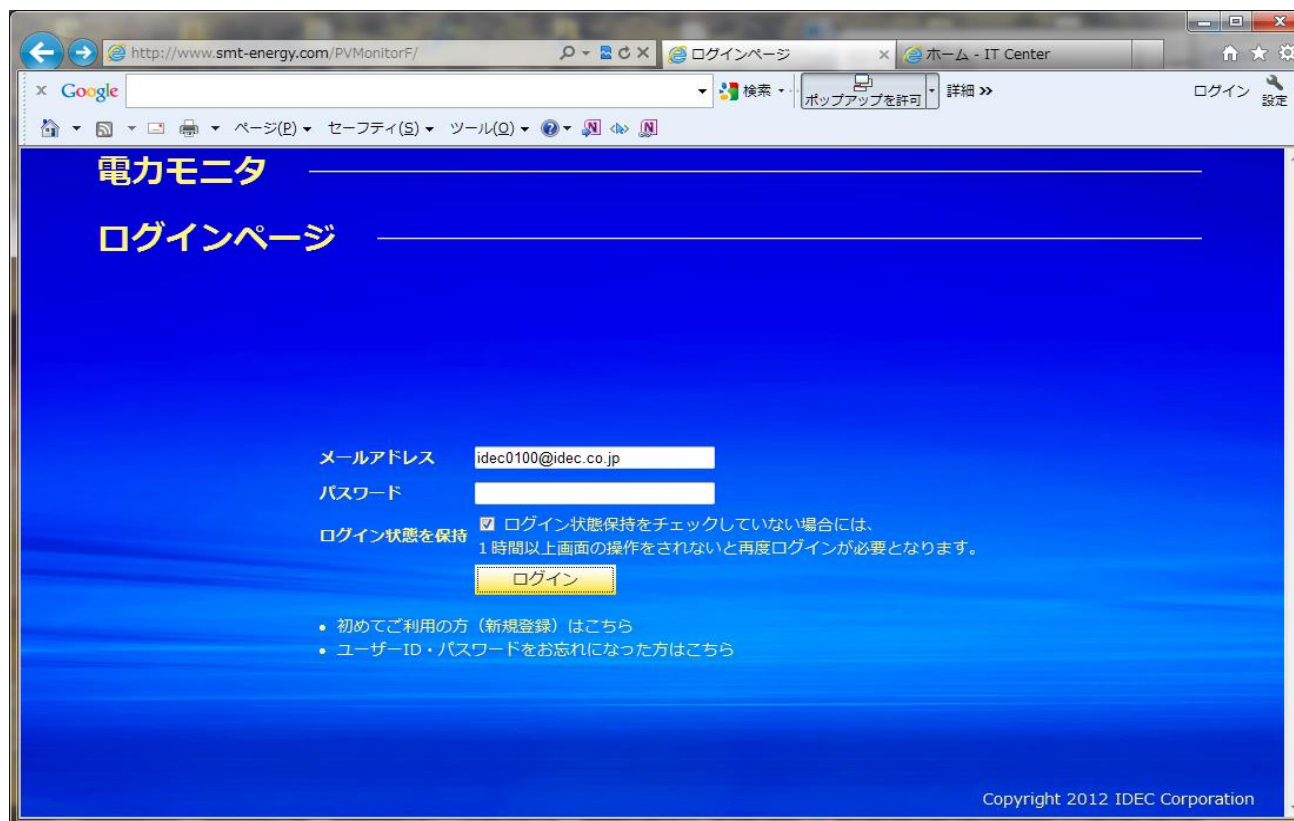 http://www.smt-energy.com/PVMonitorF/
ログインページ
ホーム - IT Center
Google
検索
ポップアップを許可
詳細 »
ログイン
設定
ページ(P)
セーフティ(S)
ツール(O)
電力モニタ
ログインページ
メールアドレス
idec0100@idec.co.jp
パスワード
ログイン状態を保持
ログイン状態保持をチェックしていない場合には、
１時間以上画面の操作をされないと再度ログインが必要となります。
ログイン
• 初めてご利用の方（新規登録）はこちら
• ユーザーID・パスワードをお忘れになった方はこちら
Copyright 2012 IDEC Corporation